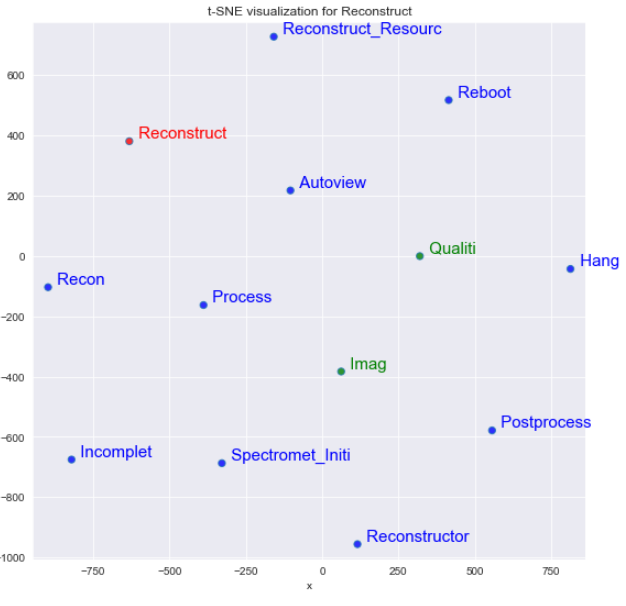 t-SNE visualization for Reconstruct
Reconstruct_Resourc
600
Reboot
400
Reconstruct
200
Autoview
0
Qualiti
Hang
Recon
Process
−200
Imag
−400
Postprocess
−600
Incomplet
Spectromet_Initi
−800
Reconstructor
−1000
−750 −500 −250 0 250 500 750
x